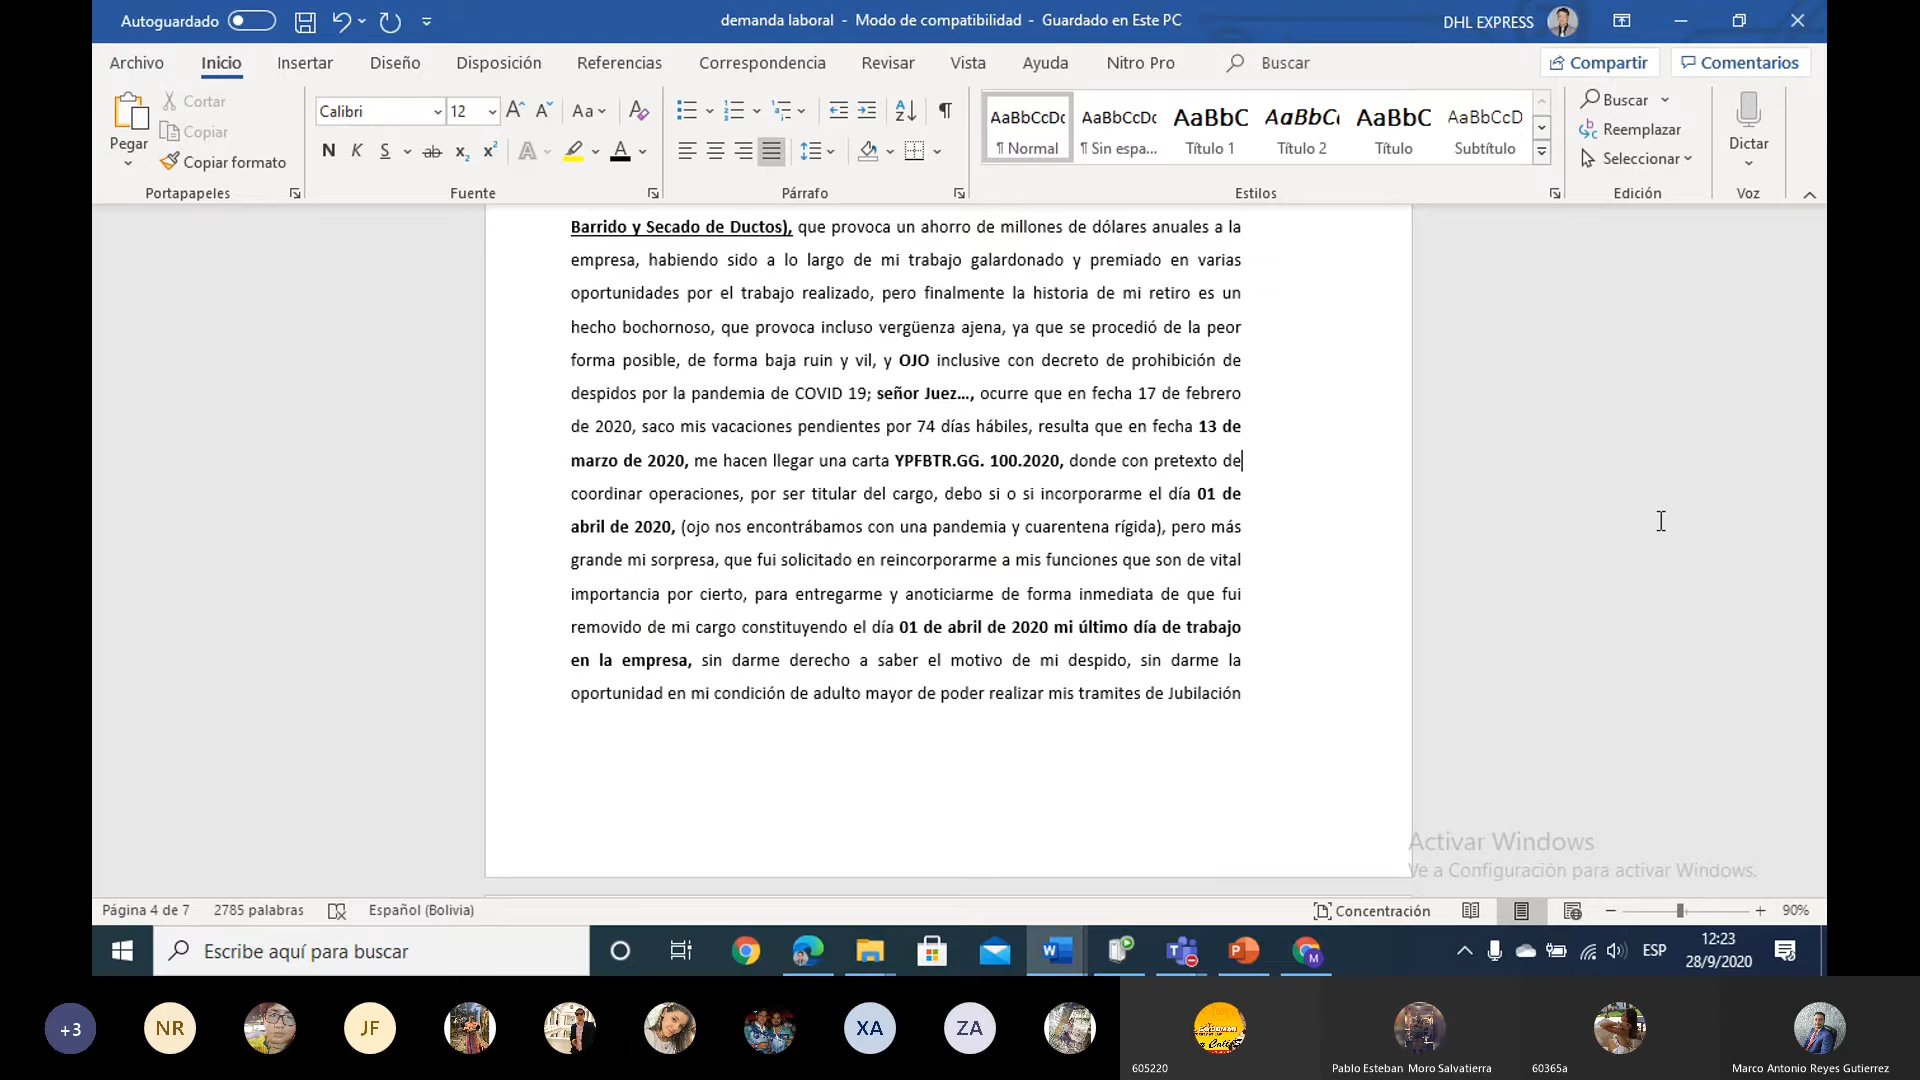 Autoguardado
demanda laboral - Modo de compatibilidad - Guardado en Este PC
DHL EXPRESS
Archivo Inicio Insertar Diseño Disposición Referencias Correspondencia Revisar Vista Ayuda Nitro Pro Buscar Compartir Comentarios
Pegar
Cortar
Copiar
Copiar formato
Portapapeles
Calibri 12
Aa
N K S ab x₂ x²
Fuente
Párrafo
AaBbCcDc AaBbCcDc AaBbC AaBbC AaBbC AaBbCcD
¶ Normal ¶ Sin espa... Título 1 Título 2 Título Subtítulo
Estilos
Buscar
Reemplazar
Seleccionar
Edición
Dictar
Voz
Barrido y Secado de Ductos), que provoca un ahorro de millones de dólares anuales a la
empresa, habiendo sido a lo largo de mi trabajo galardonado y premiado en varias
oportunidades por el trabajo realizado, pero finalmente la historia de mi retiro es un
hecho bochornoso, que provoca incluso vergüenza ajena, ya que se procedió de la peor
forma posible, de forma baja ruin y vil, y OJO inclusive con decreto de prohibición de
despidos por la pandemia de COVID 19; señor Juez..., ocurre que en fecha 17 de febrero
de 2020, saco mis vacaciones pendientes por 74 días hábiles, resulta que en fecha 13 de
marzo de 2020, me hacen llegar una carta YPFBTR.GG. 100.2020, donde con pretexto de
coordinar operaciones, por ser titular del cargo, debo si o si incorporarme el día 01 de
abril de 2020, (ojo nos encontrábamos con una pandemia y cuarentena rígida), pero más
grande mi sorpresa, que fui solicitado en reincorporarme a mis funciones que son de vital
importancia por cierto, para entregarme y anoticiarme de forma inmediata de que fui
removido de mi cargo constituyendo el día 01 de abril de 2020 mi último día de trabajo
en la empresa, sin darme derecho a saber el motivo de mi despido, sin darme la
oportunidad en mi condición de adulto mayor de poder realizar mis tramites de Jubilación
Activar Windows
Ve a Configuración para activar Windows.
Página 4 de 7 2785 palabras Español (Bolivia) Concentración 90%
Escribe aquí para buscar
ESP
12:23
28/9/2020
+3 NR JF XA ZA
605220 Pablo Esteban Moro Salvatierra 60365a Marco Antonio Reyes Gutierrez